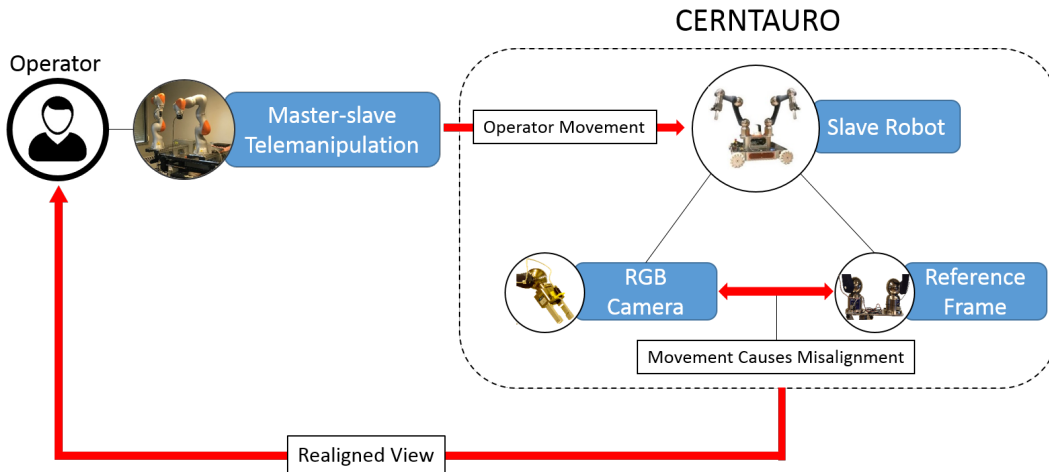 CERNTAURO
Operator
Master-slave
Telemanipulation
Operator Movement
Slave Robot
RGB
Camera
Reference
Frame
Movement Causes Misalignment
Realigned View